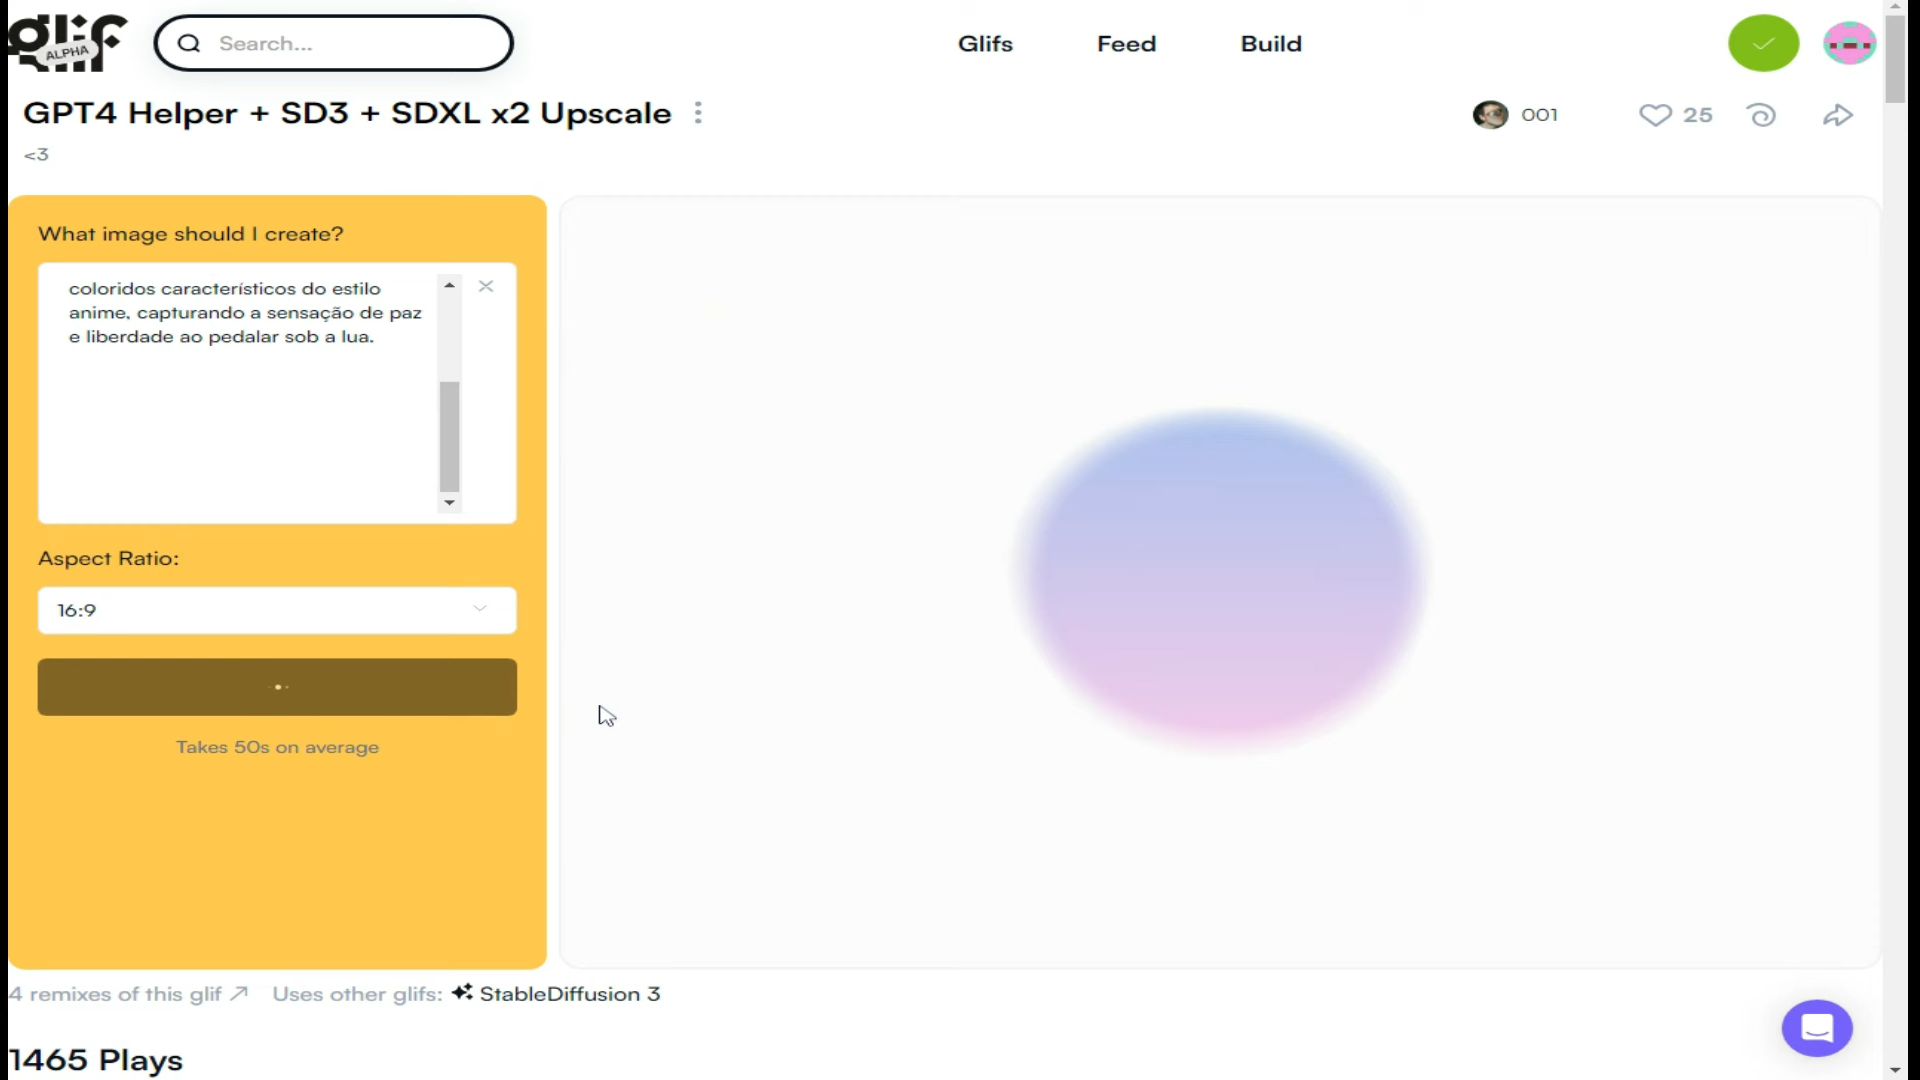 glif
ALPHA
Search...
Glifs
Feed
Build
GPT4 Helper + SD3 + SDXL x2 Upscale
001
25
<3
What image should I create?
coloridos característicos do estilo
anime, capturando a sensação de paz
e liberdade ao pedalar sob a lua.
Aspect Ratio:
16:9
Takes 50s on average
4 remixes of this glif ↗ Uses other glifs: StableDiffusion 3
1465 Plays